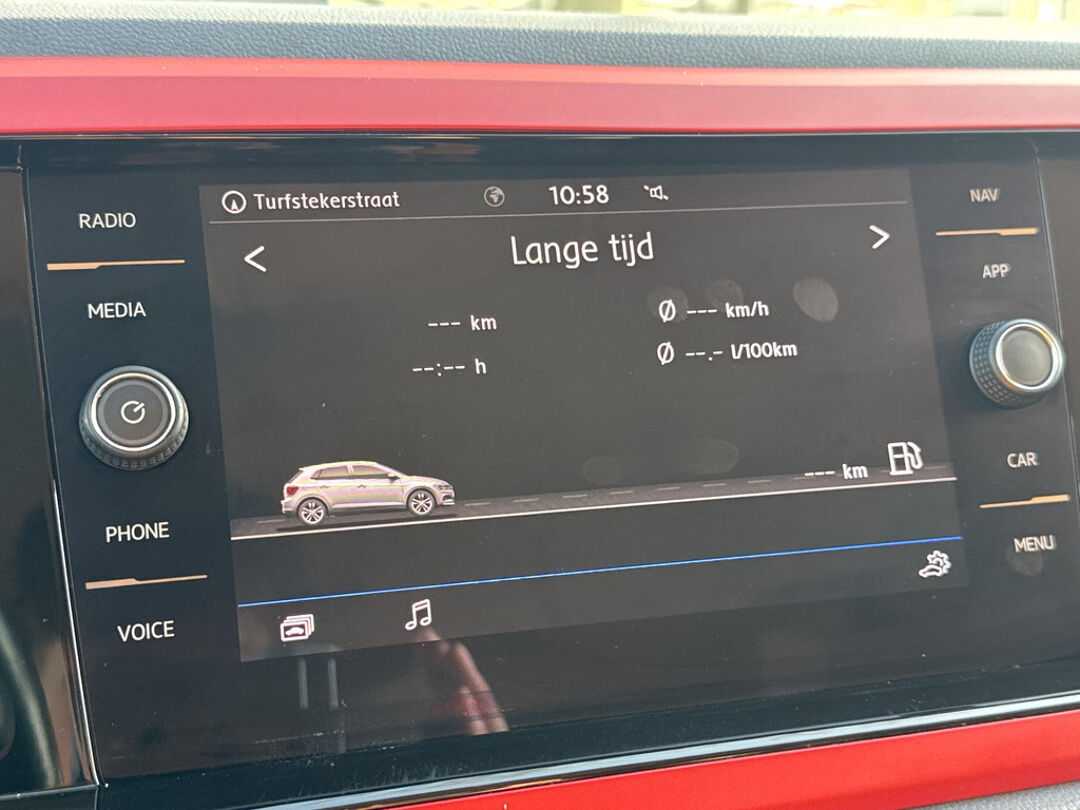 Turfstekerstraat 10:58
RADIO
NAV
Lange tijd
APP
MEDIA
--- km
Ø --- km/h
--:-- h
Ø --.- l/100km
--- km
CAR
PHONE
MENU
VOICE